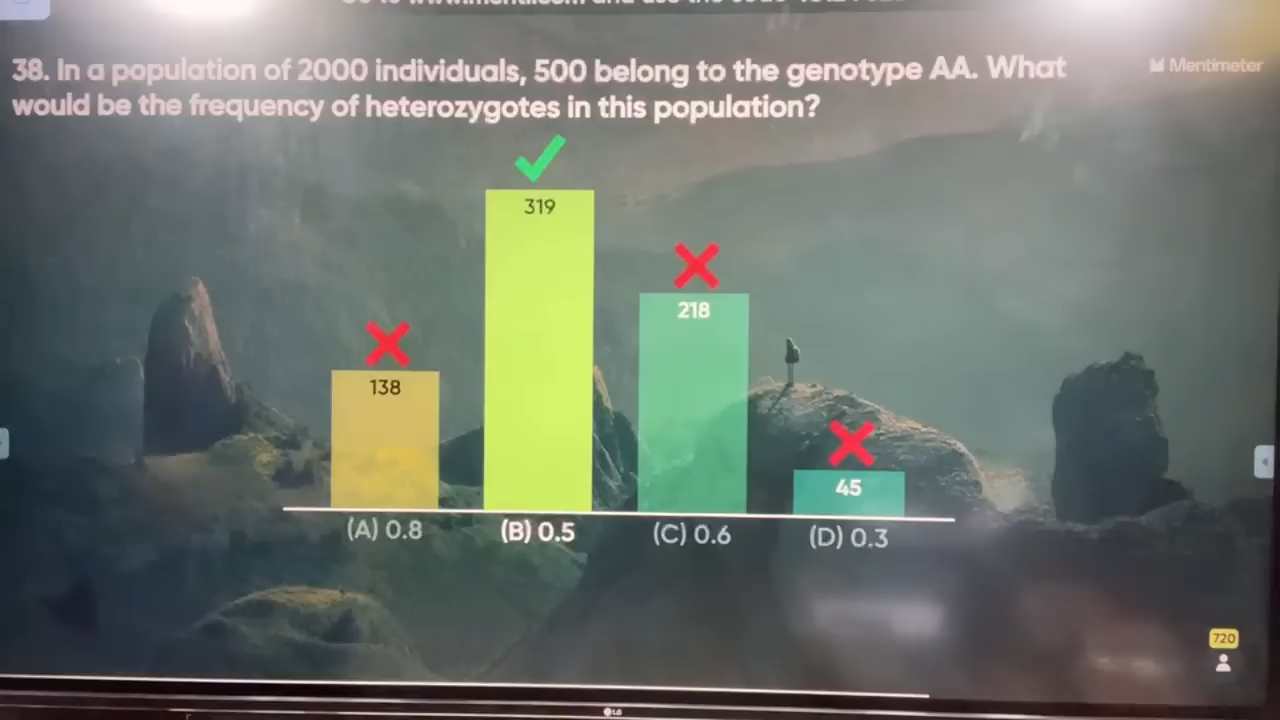 38. In a population of 2000 individuals, 500 belong to the genotype AA. What
would be the frequency of heterozygotes in this population?
Mentimeter
319
218
138
45
(A) 0.8
(B) 0.5
(C) 0.6
(D) 0.3
720
LG